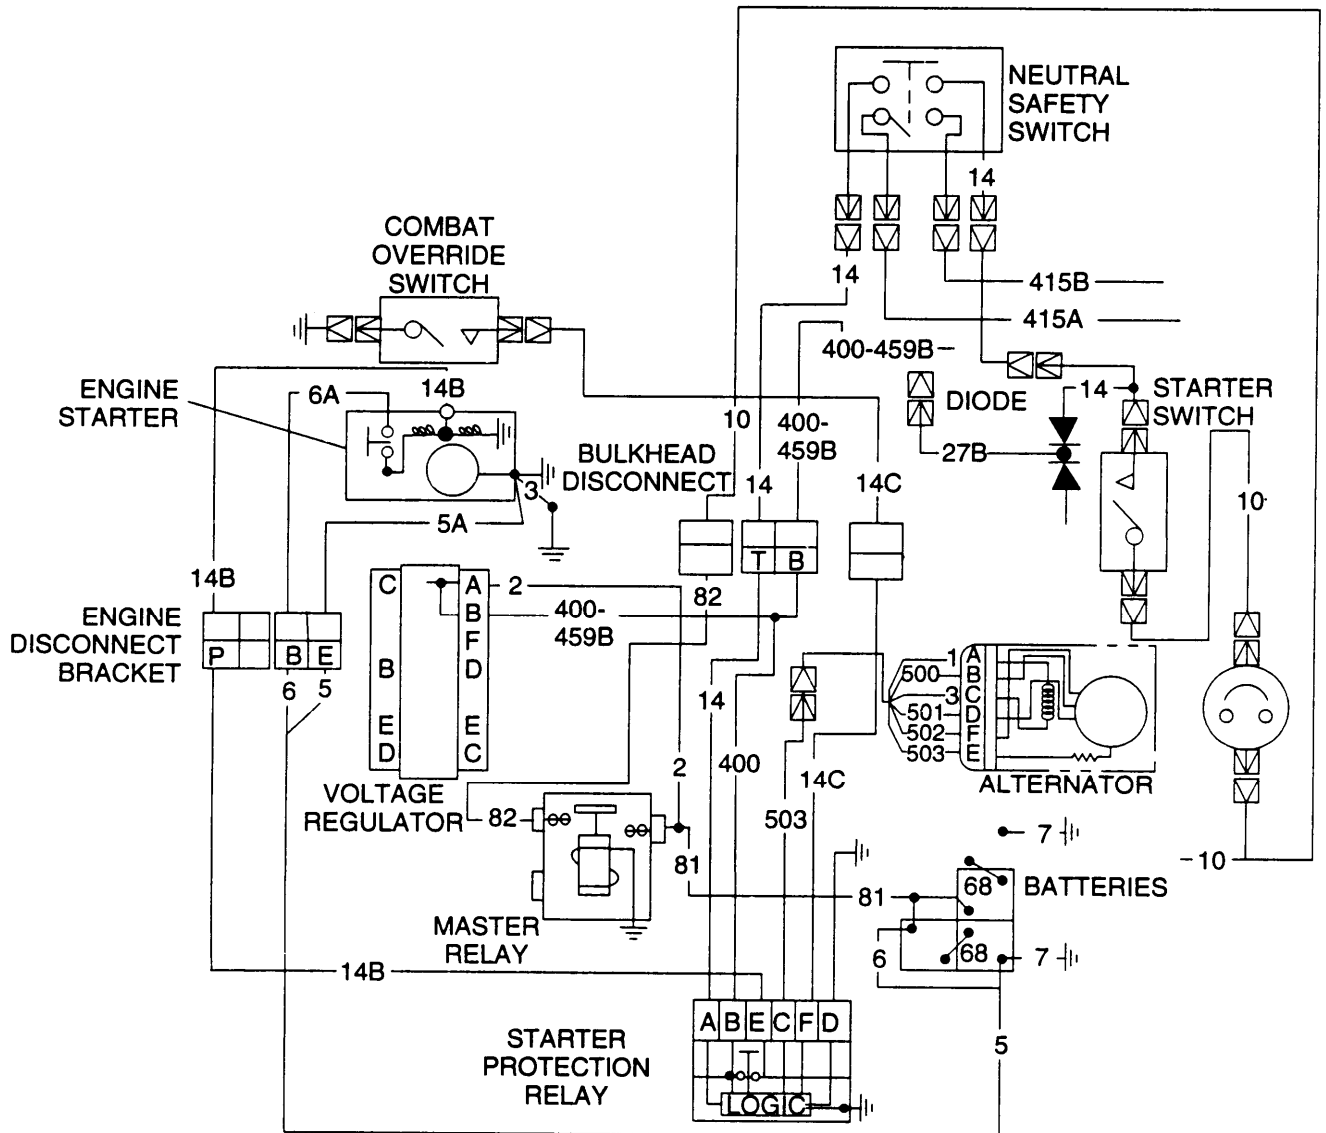 NEUTRAL
SAFETY
SWITCH
14
COMBAT
OVERRIDE
SWITCH
14
415B
415A
400-459B
ENGINE
STARTER
6A
14B
10
400-
459B
DIODE
14
STARTER
SWITCH
27B
BULKHEAD
DISCONNECT
3
14
14C
10
5A
T B
14B
82
ENGINE
DISCONNECT
BRACKET
P B E
6 5
C A
B
F
B D
E E
D C
2
400-
459B
VOLTAGE
REGULATOR
14
400
503
14C
2
1 A
500 B
3 C
501 D
502 F
503 E
ALTERNATOR
82
81
MASTER
RELAY
7
10
68
BATTERIES
81
6
68
7
14B
5
A B E C F D
STARTER
PROTECTION
RELAY
LOGIC